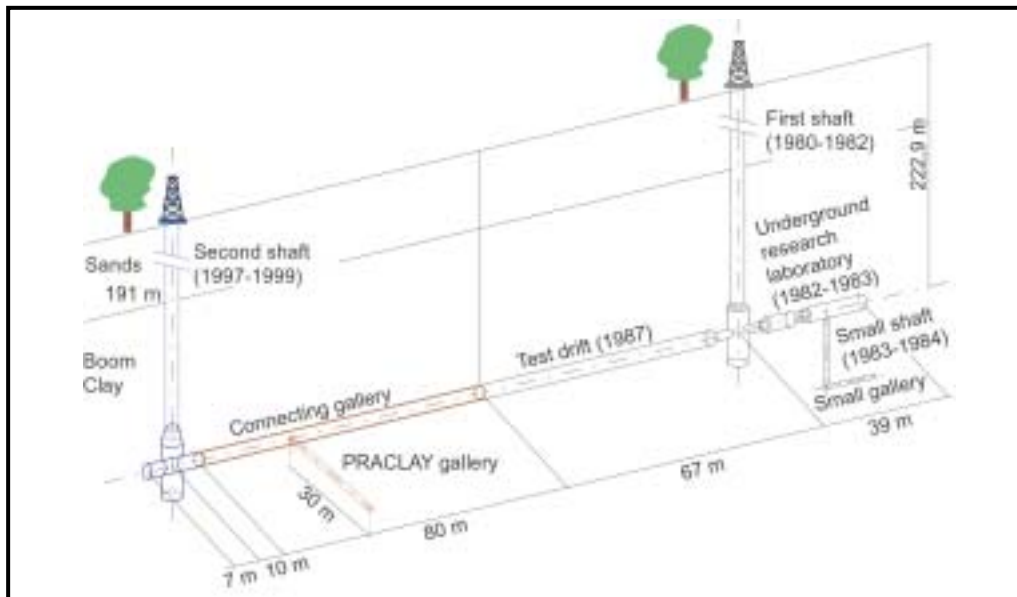 First shaft
(1980-1982)
222,9 m
Second shaft
(1997-1999)
Sands
191 m
Underground
research
laboratory
(1982-1983)
Boom
Clay
Test drift (1987)
Small shaft
(1983-1984)
Small gallery
Connecting gallery
PRACLAY gallery
39 m
67 m
30 m
80 m
7 m
10 m